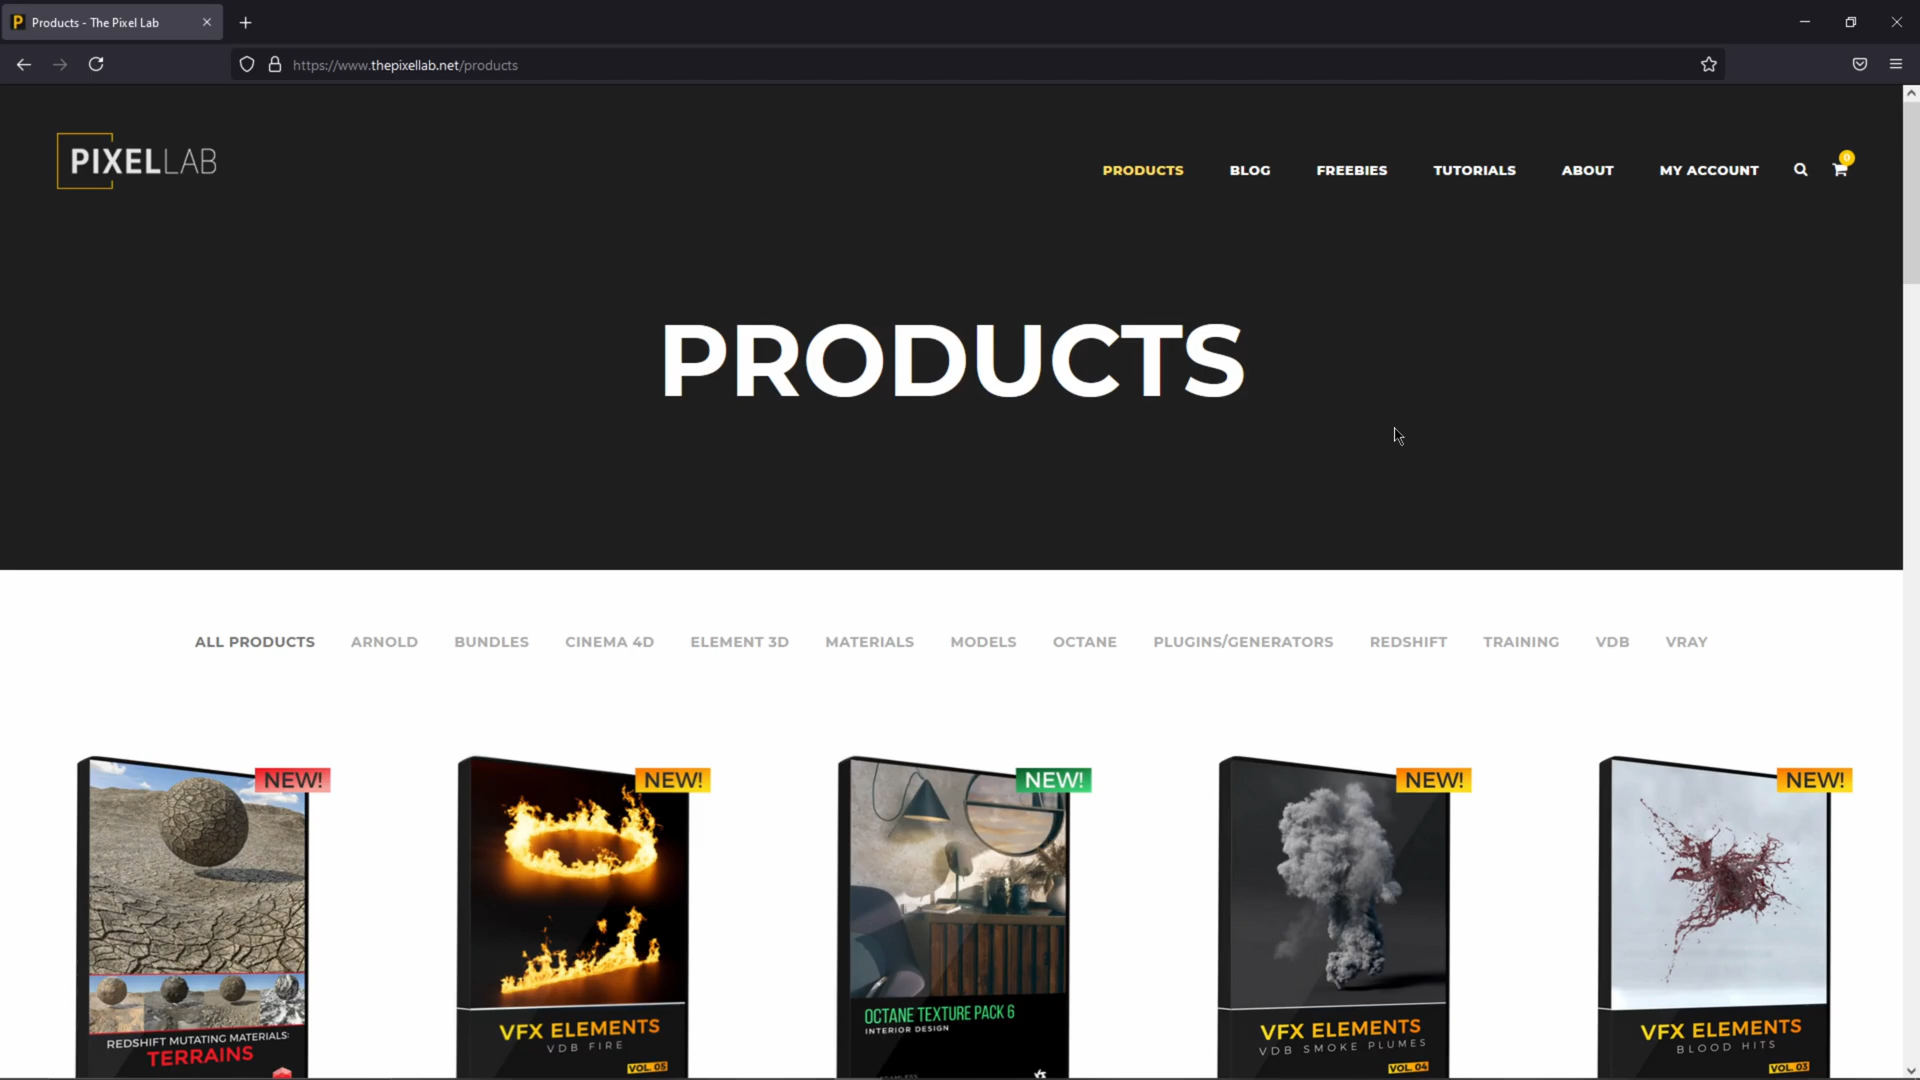 Products - The Pixel Lab
https://www.thepixellab.net/products
PIXELLAB
PRODUCTS BLOG FREEBIES TUTORIALS ABOUT MY ACCOUNT 0
PRODUCTS
ALL PRODUCTS ARNOLD BUNDLES CINEMA 4D ELEMENT 3D MATERIALS MODELS OCTANE PLUGINS/GENERATORS REDSHIFT TRAINING VDB VRAY
NEW! NEW! NEW! NEW! NEW!
REDSHIFT MUTATING MATERIALS:
TERRAINS
VFX ELEMENTS
VDB FIRE
VOL. 05
OCTANE TEXTURE PACK 6
INTERIOR DESIGN
VFX ELEMENTS
VDB SMOKE PLUMES
VOL. 04
VFX ELEMENTS
BLOOD HITS
VOL. 03